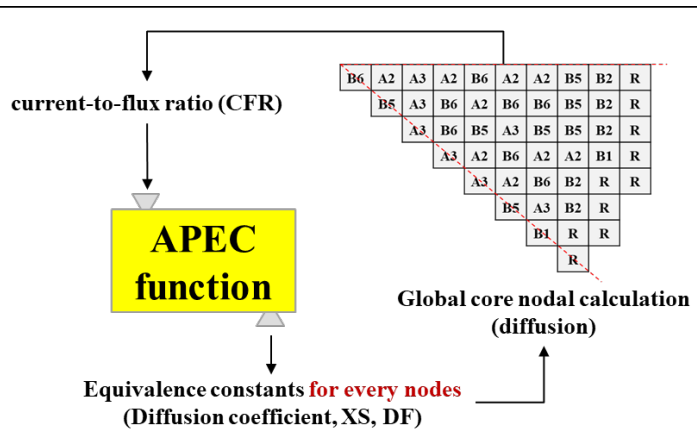 B6 A2 A3 A2 B6 A2 A2 B5 B2 R
current-to-flux ratio (CFR)
B5 A3 B6 A2 B6 B6 B5 B2 R
A3 B6 B5 A3 B5 B5 B2 R
A3 A2 B6 A2 A2 B1 R
A3 A2 B6 B2 R R
B5 A3 B2 R
B1 R R
R
APEC
function
Global core nodal calculation
(diffusion)
Equivalence constants for every nodes
(Diffusion coefficient, XS, DF)